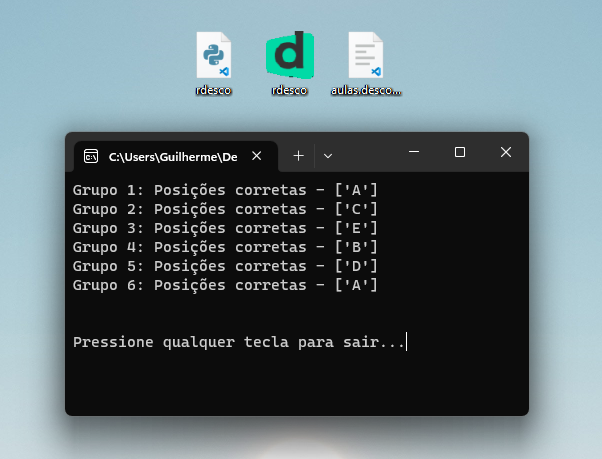 rdesco
rdesco
aulas.desco...
C:\Users\Guilherme\De
Grupo 1: Posições corretas - ['A']
Grupo 2: Posições corretas - ['C']
Grupo 3: Posições corretas - ['E']
Grupo 4: Posições corretas - ['B']
Grupo 5: Posições corretas - ['D']
Grupo 6: Posições corretas - ['A']
Pressione qualquer tecla para sair...